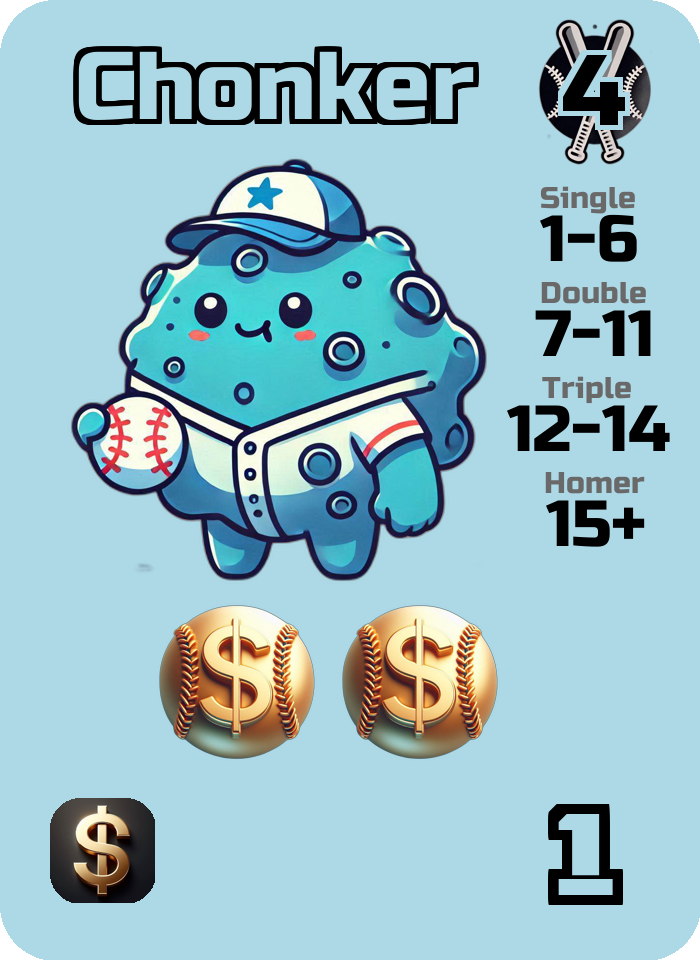 Chonker
4
Single
1-6
Double
7-11
Triple
12-14
Homer
15+
$ $
$
1